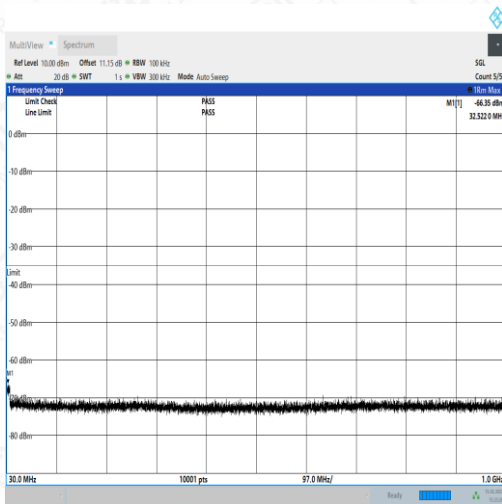 MultiView Spectrum
Ref Level 10.00 dBm Offset 11.15 dB RBW 100 kHz SGL
Att 20 dB SWT 1 s VBW 300 kHz Mode Auto Sweep Count 5/5
1 Frequency Sweep 1Rm Max
Limit Check PASS M1[1] -66.35 dBm
Line Limit PASS 32.5220 MH
0 dBm
-10 dBm
-20 dBm
-30 dBm
Limit
-40 dBm
-50 dBm
-60 dBm
M1
-70 dBm
-80 dBm
30.0 MHz 10001 pts 97.0 MHz/ 1.0 GHz
Ready